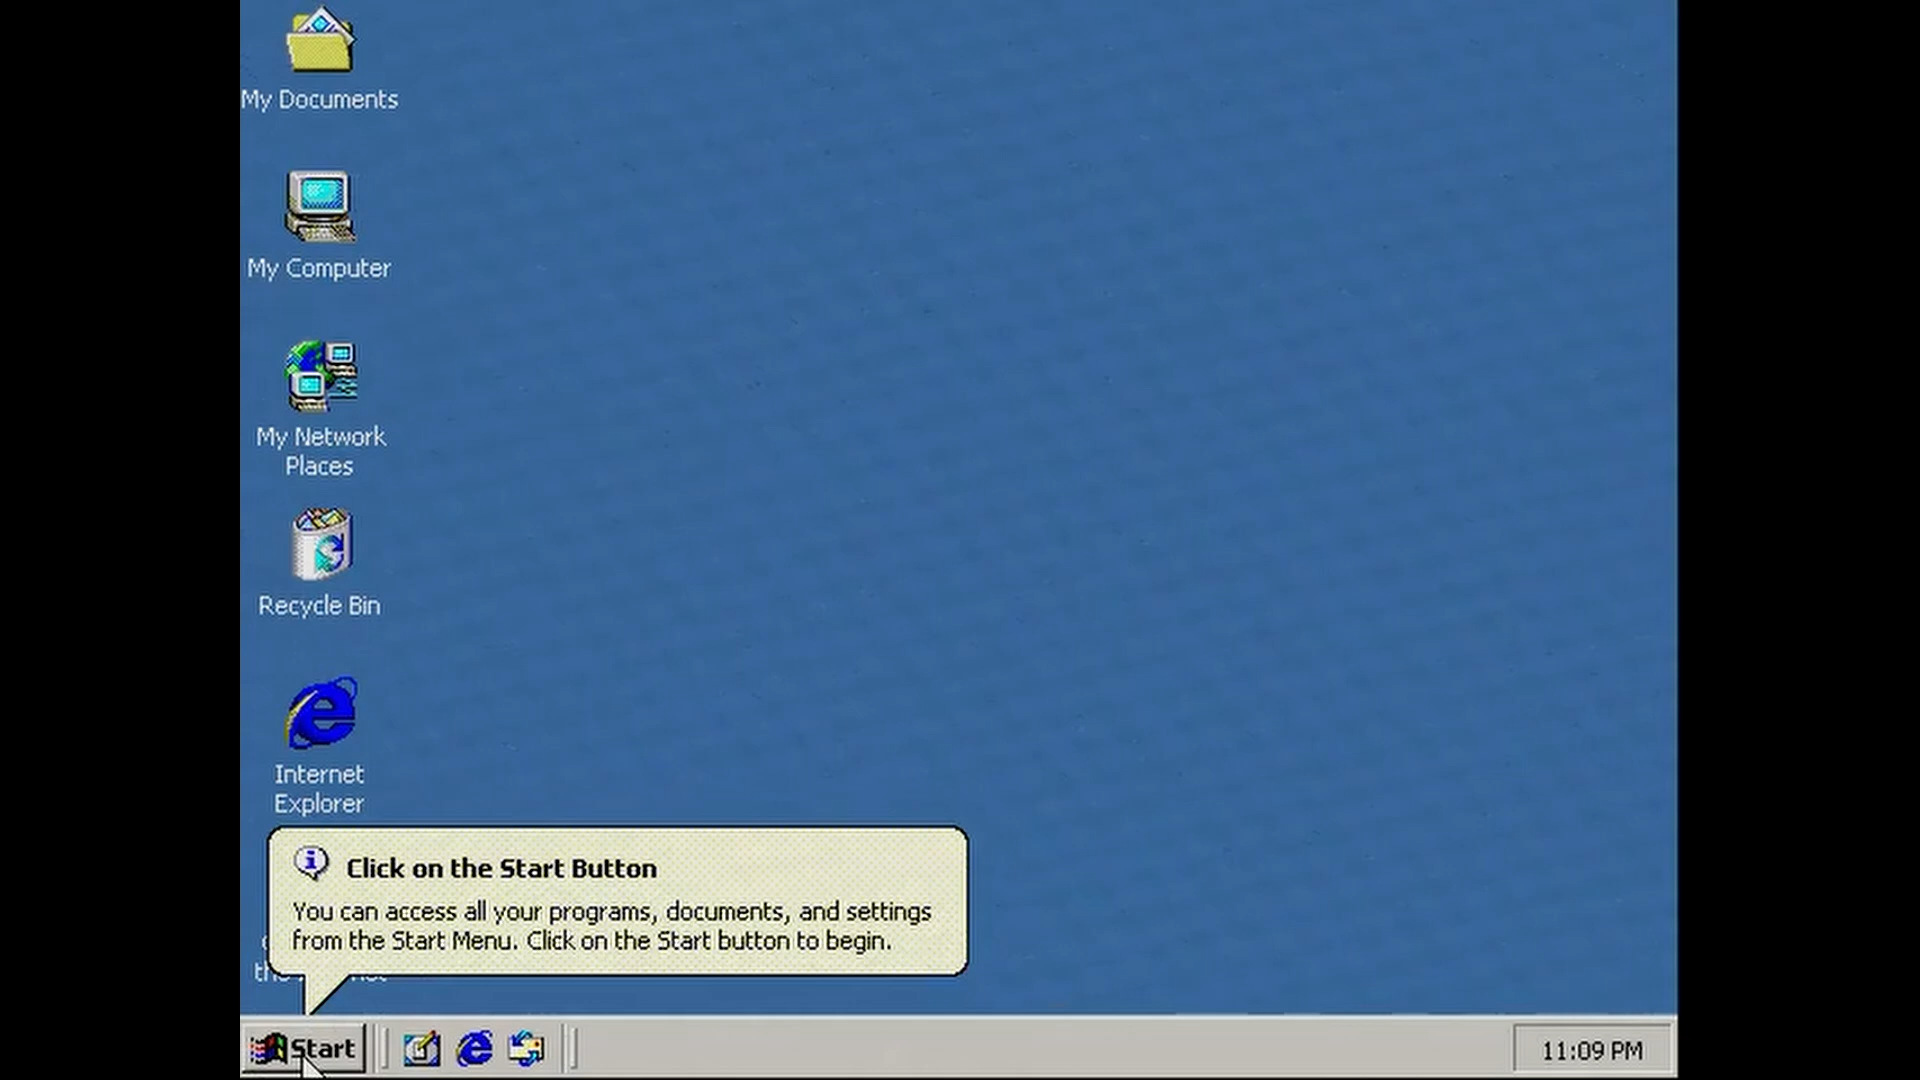 My Documents
My Computer
My Network
Places
Recycle Bin
Internet
Explorer
Click on the Start Button
You can access all your programs, documents, and settings
from the Start Menu. Click on the Start button to begin.
Start
11:09 PM